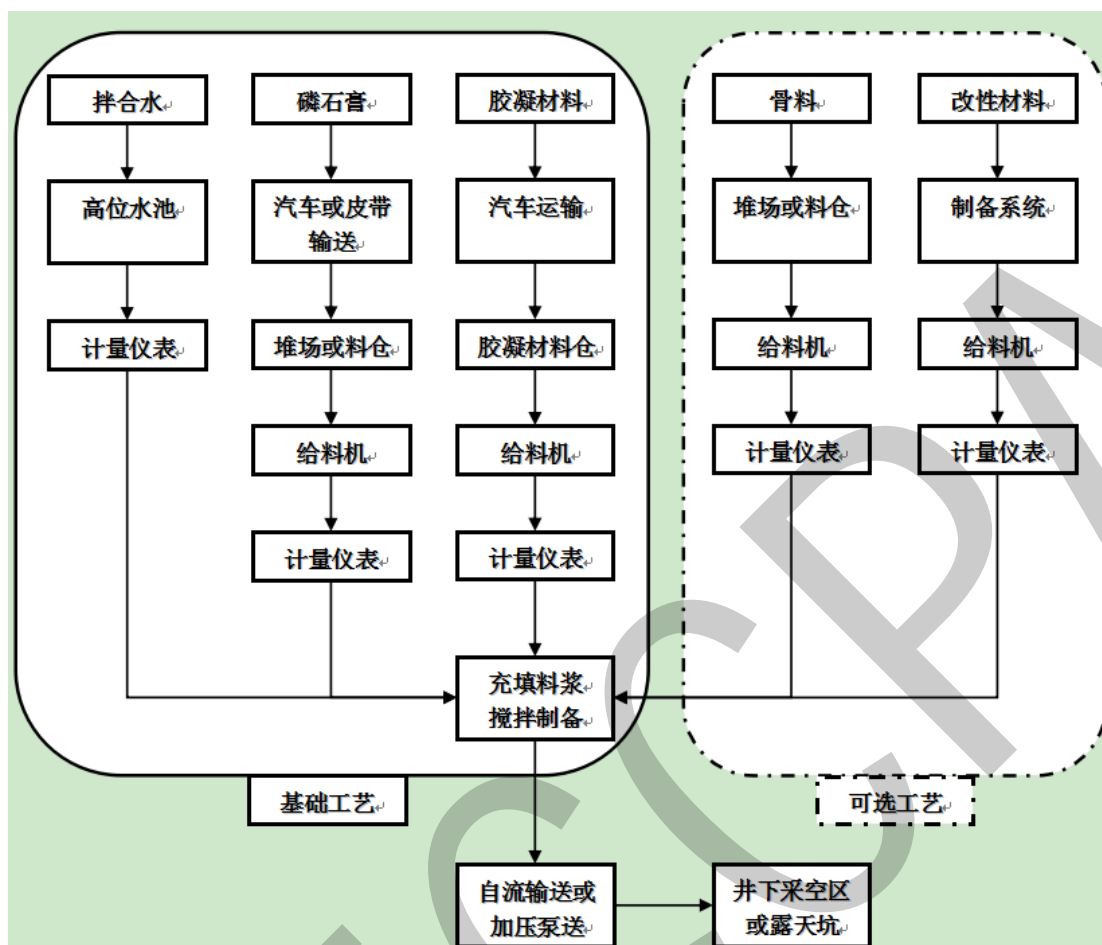 拌合水
磷石膏
胶凝材料
骨料
改性材料
高位水池
汽车或皮带
输送
汽车运输
堆场或料仓
制备系统
计量仪表
堆场或料仓
胶凝材料仓
给料机
给料机
给料机
给料机
计量仪表
计量仪表
计量仪表
计量仪表
充填料浆
搅拌制备
基础工艺
可选工艺
自流输送或
加压泵送
井下采空区
或露天坑